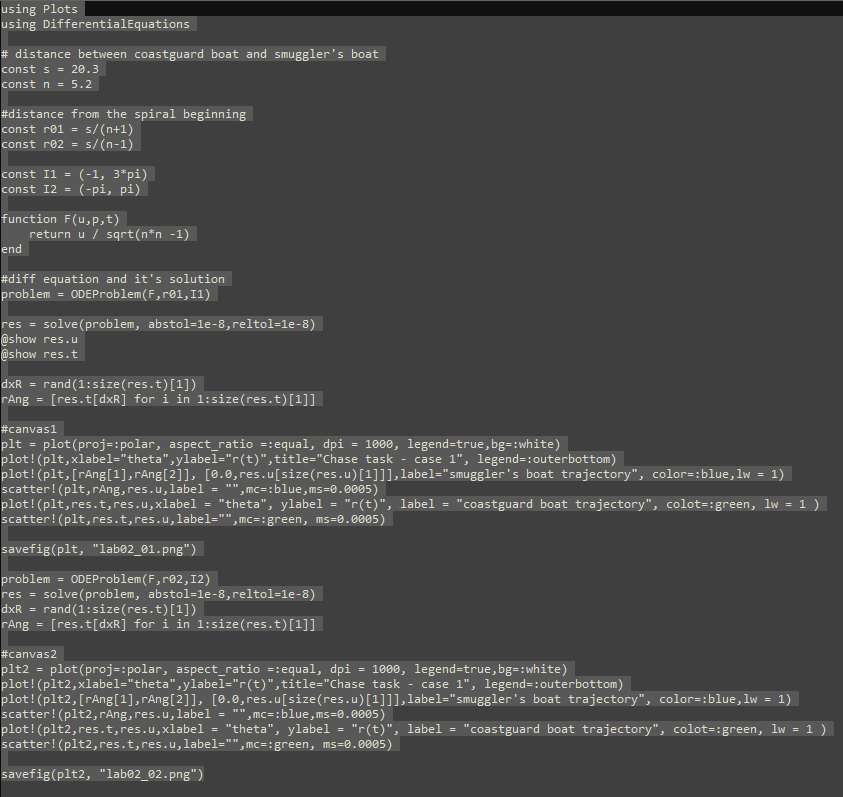 using Plots
using DifferentialEquations
# distance between coastguard boat and smuggler's boat
const s = 20.3
const n = 5.2
#distance from the spiral beginning
const r01 = s/(n+1)
const r02 = s/(n-1)
const I1 = (-1, 3*pi)
const I2 = (-pi, pi)
function F(u,p,t)
    return u / sqrt(n*n -1)
end
#diff equation and it's solution
problem = ODEProblem(F,r01,I1)
res = solve(problem, abstol=1e-8,reltol=1e-8)
@show res.u
@show res.t
dxR = rand(1:size(res.t)[1])
rAng = [res.t[dxR] for i in 1:size(res.t)[1]]
#canvas1
plt = plot(proj=:polar, aspect_ratio =:equal, dpi = 1000, legend=true,bg=:white)
plot!(plt,xlabel="theta",ylabel="r(t)",title="Chase task - case 1", legend=:outerbottom)
plot!(plt,[rAng[1],rAng[2]], [0.0,res.u[size(res.u)[1]]],label="smuggler's boat trajectory", color=:blue,lw = 1)
scatter!(plt,rAng,res.u,label = "",mc=:blue,ms=0.0005)
plot!(plt,res.t,res.u,xlabel = "theta", ylabel = "r(t)", label = "coastguard boat trajectory", colot=:green, lw = 1 )
scatter!(plt,res.t,res.u,label="",mc=:green, ms=0.0005)
savefig(plt, "lab02_01.png")
problem = ODEProblem(F,r02,I2)
res = solve(problem, abstol=1e-8,reltol=1e-8)
dxR = rand(1:size(res.t)[1])
rAng = [res.t[dxR] for i in 1:size(res.t)[1]]
#canvas2
plt2 = plot(proj=:polar, aspect_ratio =:equal, dpi = 1000, legend=true,bg=:white)
plot!(plt2,xlabel="theta",ylabel="r(t)",title="Chase task - case 1", legend=:outerbottom)
plot!(plt2,[rAng[1],rAng[2]], [0.0,res.u[size(res.u)[1]]],label="smuggler's boat trajectory", color=:blue,lw = 1)
scatter!(plt2,rAng,res.u,label = "",mc=:blue,ms=0.0005)
plot!(plt2,res.t,res.u,xlabel = "theta", ylabel = "r(t)", label = "coastguard boat trajectory", colot=:green, lw = 1 )
scatter!(plt2,res.t,res.u,label="",mc=:green, ms=0.0005)
savefig(plt2, "lab02_02.png")